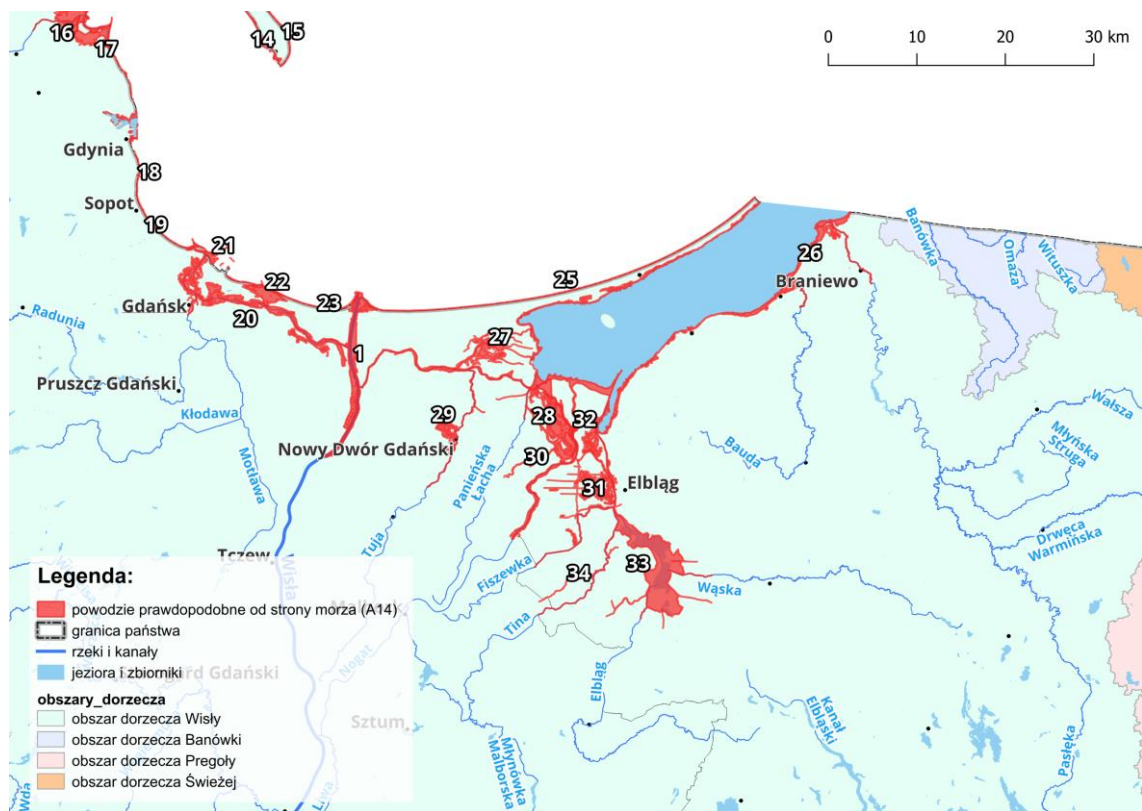 16
17
14
15
0 10 20 30 km
Gdynia
18
Sopot
19
21
22
23
25
26
Braniewo
Banówka
Omaza
Wituszka
Gdańsk
20
Radunia
1
27
Pruszcz Gdański
Kłodawa
Motława
29
28
32
Nowy Dwór Gdański
30
31
Panieńska Łacha
Elbląg
Bauda
Wałsza
Młyńska Struga
Drwęca Warmińska
Tczew
Wisła
Tuja
Fiszewka
34
33
Wąska
Tina
Nogat
Gdański
Sztum
Elbląg
Kanał Elbląski
Pasłęka
Młynówka Malborska
Liwa
Wda
Legenda:
powodzie prawdopodobne od strony morza (A14)
granica państwa
rzeki i kanały
jeziora i zbiorniki
obszary_dorzecza
obszar dorzecza Wisły
obszar dorzecza Banówki
obszar dorzecza Pregoły
obszar dorzecza Świeżej